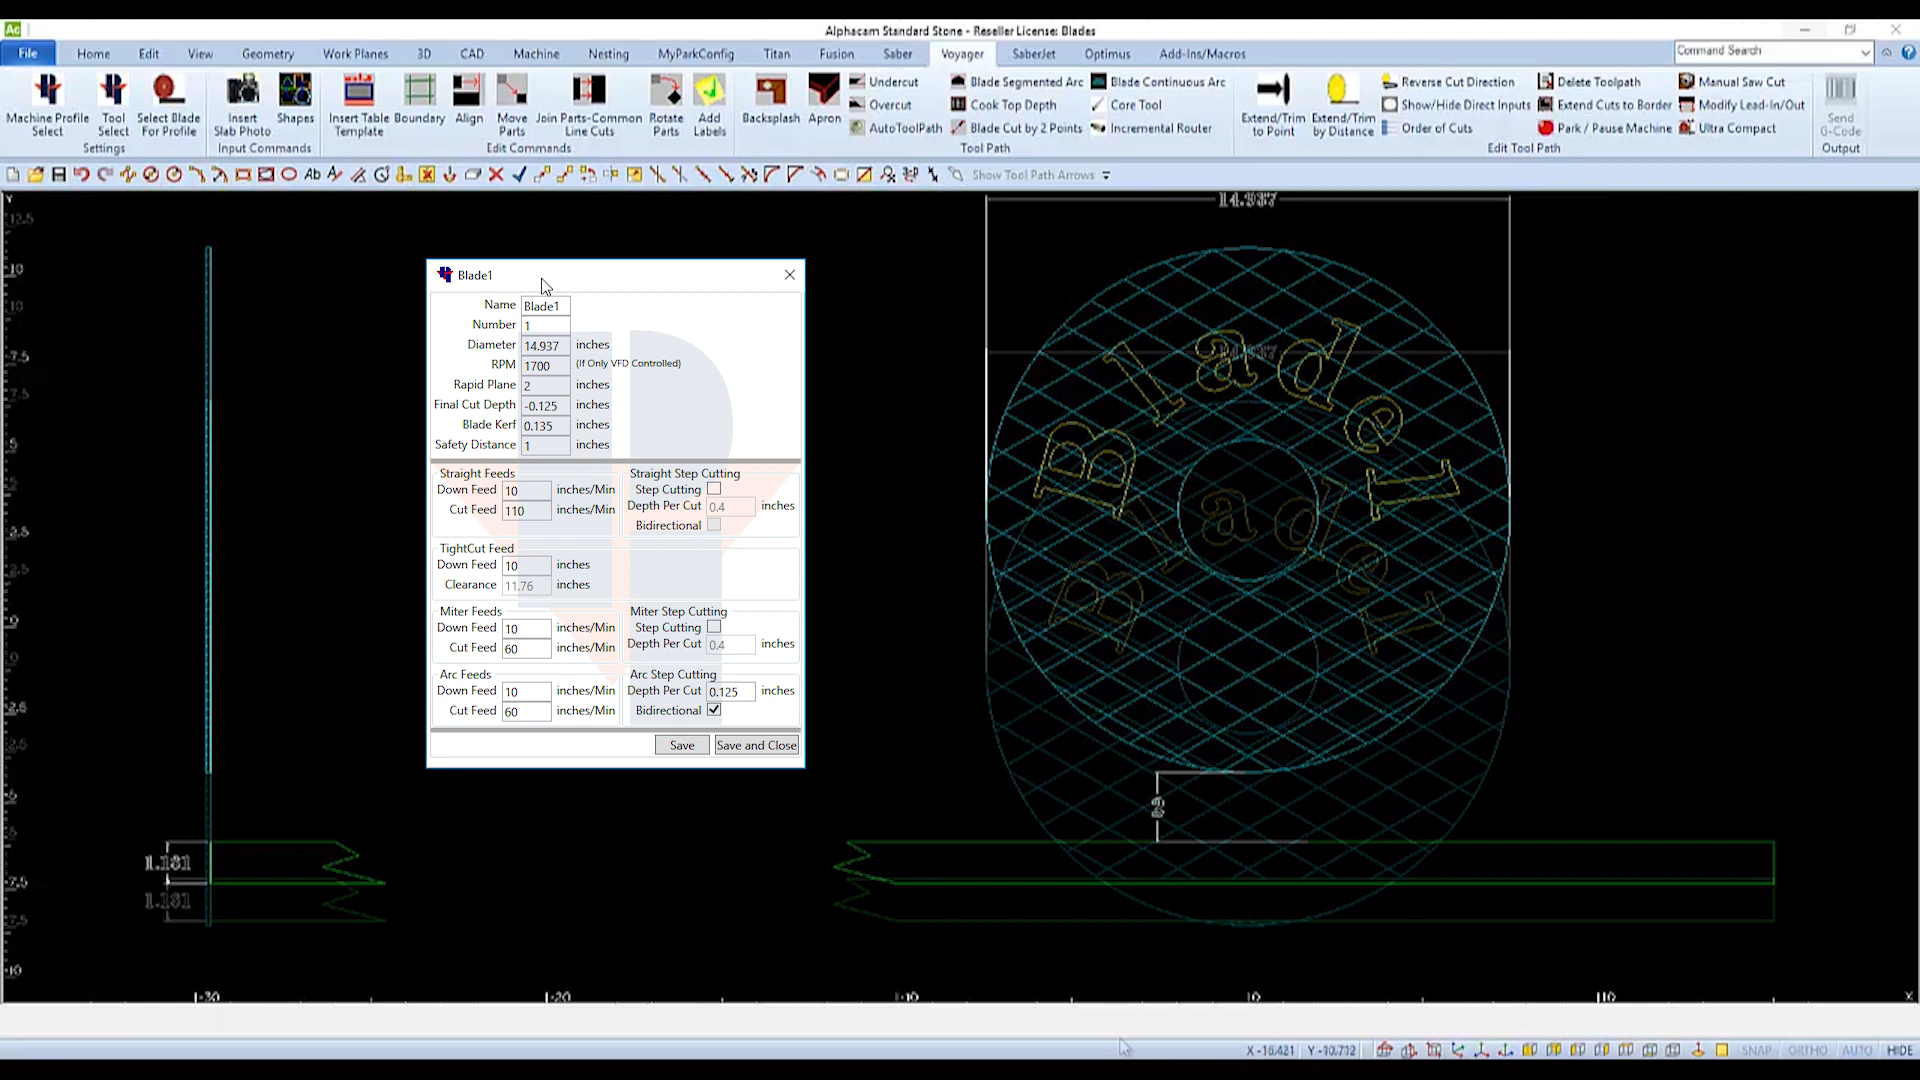 Alphacam Standard Stone - Reseller License: Blades
File Home Edit View Geometry Work Planes 3D CAD Machine Nesting MyParkConfig Titan Fusion Saber Voyager SaberJet Optimus Add-Ins/Macros Command Search
Machine Profile Select
Tool Select
Select Blade For Profile
Settings
Insert Slab Photo
Shapes
Input Commands
Insert Table Template
Boundary
Align
Move Parts
Join Parts-Common Line Cuts
Rotate Parts
Add Labels
Edit Commands
Backsplash
Apron
Undercut
Overcut
AutoToolPath
Blade Segmented Arc
Cook Top Depth
Blade Cut by 2 Points
Blade Continuous Arc
Core Tool
Incremental Router
Tool Path
Extend/Trim to Point
Extend/Trim by Distance
Reverse Cut Direction
Show/Hide Direct Inputs
Order of Cuts
Delete Toolpath
Extend Cuts to Border
Park / Pause Machine
Manual Saw Cut
Modify Lead-In/Out
Ultra Compact
Edit Tool Path
Send G-Code
Output
Show Tool Path Arrows
14.937
Blade1
Name Blade1
Number 1
Diameter 14.937 inches
RPM 1700 (If Only VFD Controlled)
Rapid Plane 2 inches
Final Cut Depth -0.125 inches
Blade Kerf 0.135 inches
Safety Distance 1 inches
Straight Feeds
Down Feed 10 inches/Min
Cut Feed 110 inches/Min
Straight Step Cutting
Step Cutting
Depth Per Cut 0.4 inches
Bidirectional
TightCut Feed
Down Feed 10 inches
Clearance 11.76 inches
Miter Feeds
Down Feed 10 inches/Min
Cut Feed 60 inches/Min
Miter Step Cutting
Step Cutting
Depth Per Cut 0.4 inches
Arc Feeds
Down Feed 10 inches/Min
Cut Feed 60 inches/Min
Arc Step Cutting
Depth Per Cut 0.125 inches
Bidirectional
Save Save and Close
Blade1
1.181
1.181
-30 -20 -10 0 10 X
X -16.421 Y -10.712 SNAP ORTHO AUTO HIDE